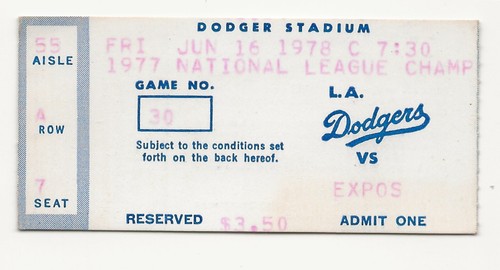 DODGER STADIUM
55
AISLE
A
ROW
7
SEAT
FRI JUN 16 1978 C 7:30
1977 NATIONAL LEAGUE CHAMP
GAME NO.
30
Subject to the conditions set
forth on the back hereof.
L.A.
Dodgers
VS
EXPOS
RESERVED $3.50 ADMIT ONE